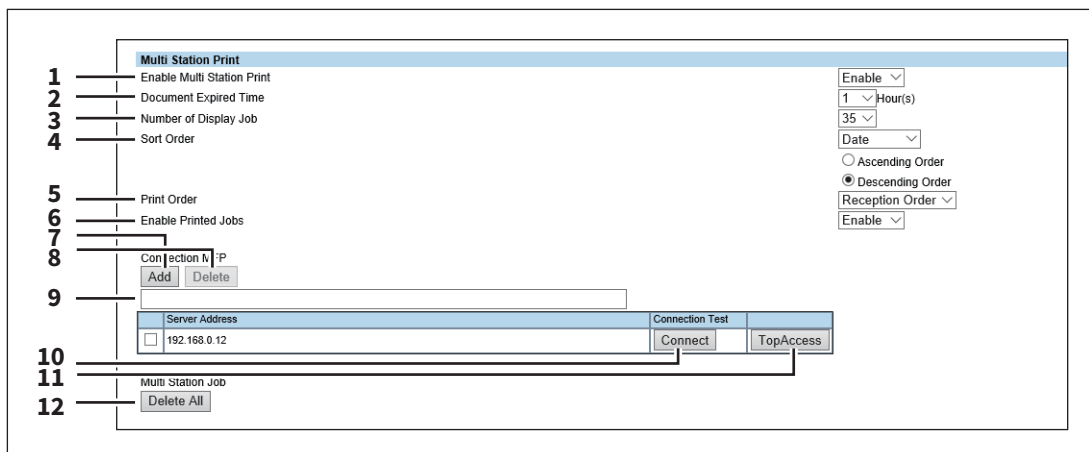 Multi Station Print
1 Enable Multi Station Print Enable
2 Document Expired Time 1 Hour(s)
3 Number of Display Job 35
4 Sort Order Date
Ascending Order
Descending Order
5 Print Order Reception Order
6 Enable Printed Jobs Enable
7
8 Connection MFP
Add Delete
9
Server Address Connection Test
192.168.0.12 Connect TopAccess
10
11
Multi Station Job
12 Delete All